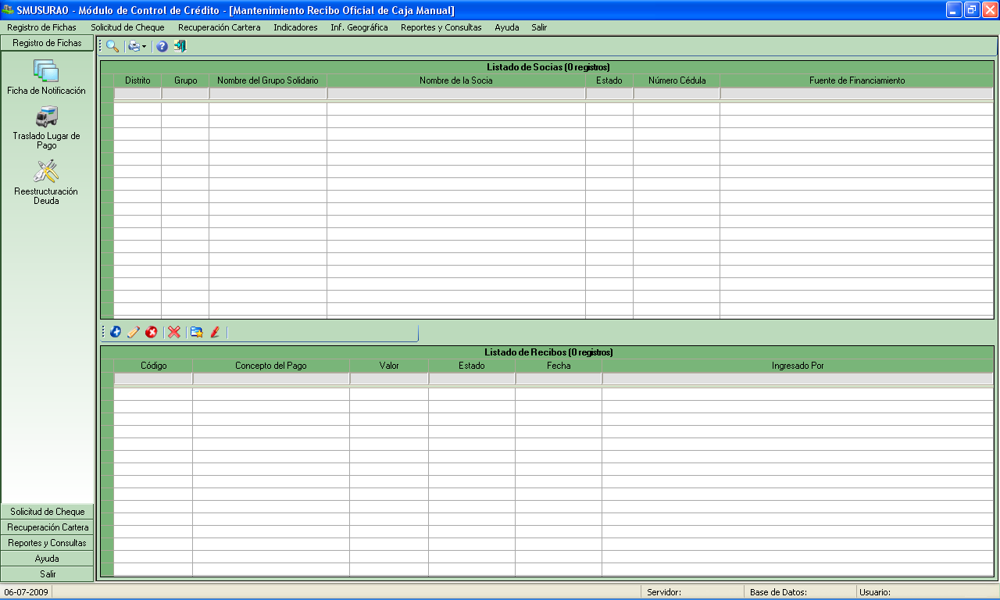 SMUSURA0 - Módulo de Control de Crédito - [Mantenimiento Recibo Oficial de Caja Manual]
Registro de Fichas Solicitud de Cheque Recuperación Cartera Indicadores Inf. Geográfica Reportes y Consultas Ayuda Salir
Registro de Fichas
Ficha de Notificación
Traslado Lugar de
Pago
Reestructuración
Deuda
Solicitud de Cheque
Recuperación Cartera
Reportes y Consultas
Ayuda
Salir
Listado de Socias (0 registros)
Distrito Grupo Nombre del Grupo Solidario Nombre de la Socia Estado Número Cédula Fuente de Financiamiento
Listado de Recibos (0 registros)
Código Concepto del Pago Valor Estado Fecha Ingresado Por
06-07-2009 Servidor: Base de Datos: Usuario: